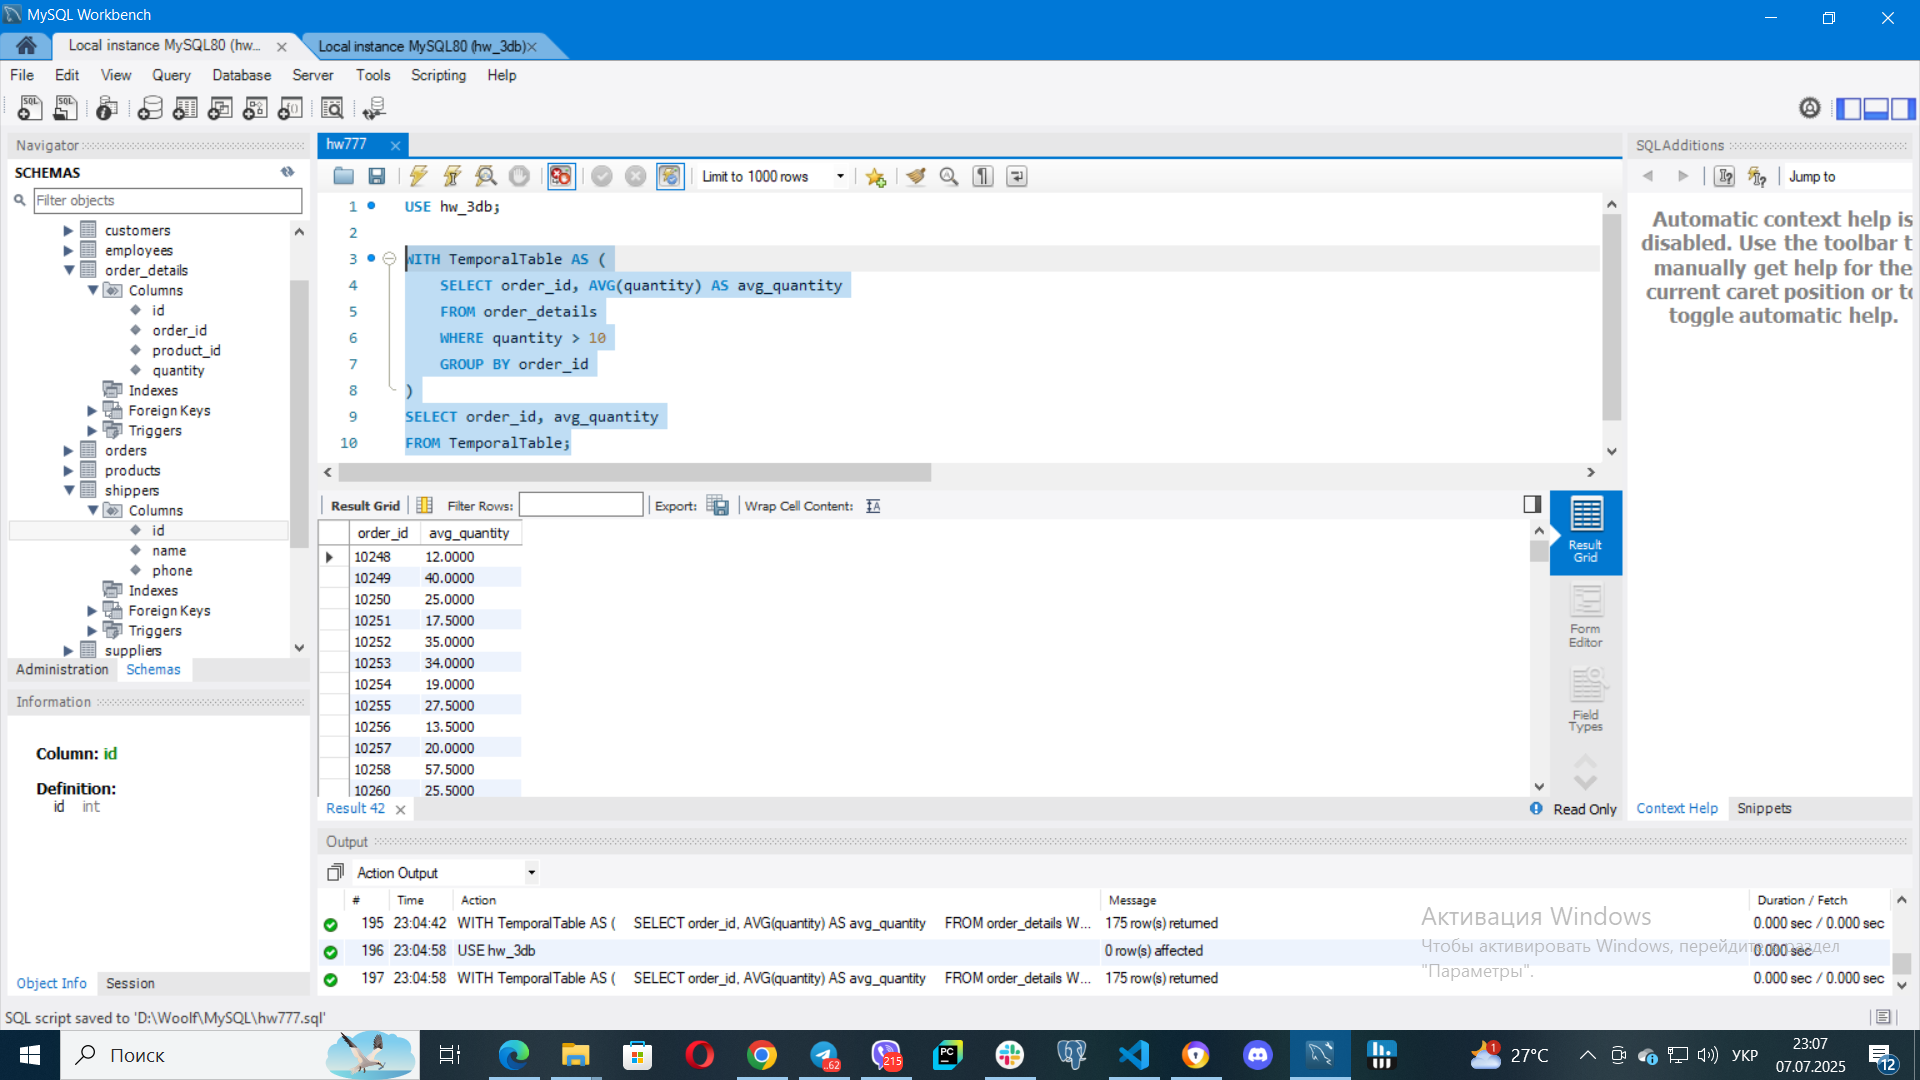 MySQL Workbench
Local instance MySQL80 (hw... ×
Local instance MySQL80 (hw_3db) ×
File Edit View Query Database Server Tools Scripting Help
Navigator
SCHEMAS
Filter objects
customers
employees
order_details
Columns
id
order_id
product_id
quantity
Indexes
Foreign Keys
Triggers
orders
products
shippers
Columns
id
name
phone
Indexes
Foreign Keys
Triggers
suppliers
Administration Schemas
Information
Column: id
Definition:
id int
Object Info Session
hw777
Limit to 1000 rows
1 USE hw_3db;
2
3 WITH TemporalTable AS (
4 SELECT order_id, AVG(quantity) AS avg_quantity
5 FROM order_details
6 WHERE quantity > 10
7 GROUP BY order_id
8 )
9 SELECT order_id, avg_quantity
10 FROM TemporalTable;
Result Grid Filter Rows: Export: Wrap Cell Content:
order_id avg_quantity
10248 12.0000
10249 40.0000
10250 25.0000
10251 17.5000
10252 35.0000
10253 34.0000
10254 19.0000
10255 27.5000
10256 13.5000
10257 20.0000
10258 57.5000
10260 25.5000
Result Grid
Form Editor
Field Types
Result 42
Read Only
SQLAdditions
Jump to
Automatic context help is
disabled. Use the toolbar t
manually get help for the
current caret position or to
toggle automatic help.
Context Help Snippets
Output
Action Output
# Time Action Message Duration / Fetch
195 23:04:42 WITH TemporalTable AS ( SELECT order_id, AVG(quantity) AS avg_quantity FROM order_details W... 175 row(s) returned 0.000 sec / 0.000 sec
196 23:04:58 USE hw_3db 0 row(s) affected 0.000 sec
197 23:04:58 WITH TemporalTable AS ( SELECT order_id, AVG(quantity) AS avg_quantity FROM order_details W... 175 row(s) returned 0.000 sec / 0.000 sec
Активация Windows
Чтобы активировать Windows, перейдите в раздел
"Параметры".
SQL script saved to 'D:\Woolf\MySQL\hw777.sql'
Поиск
..62
215
PC
1
27°C
УКР
23:07
07.07.2025
12